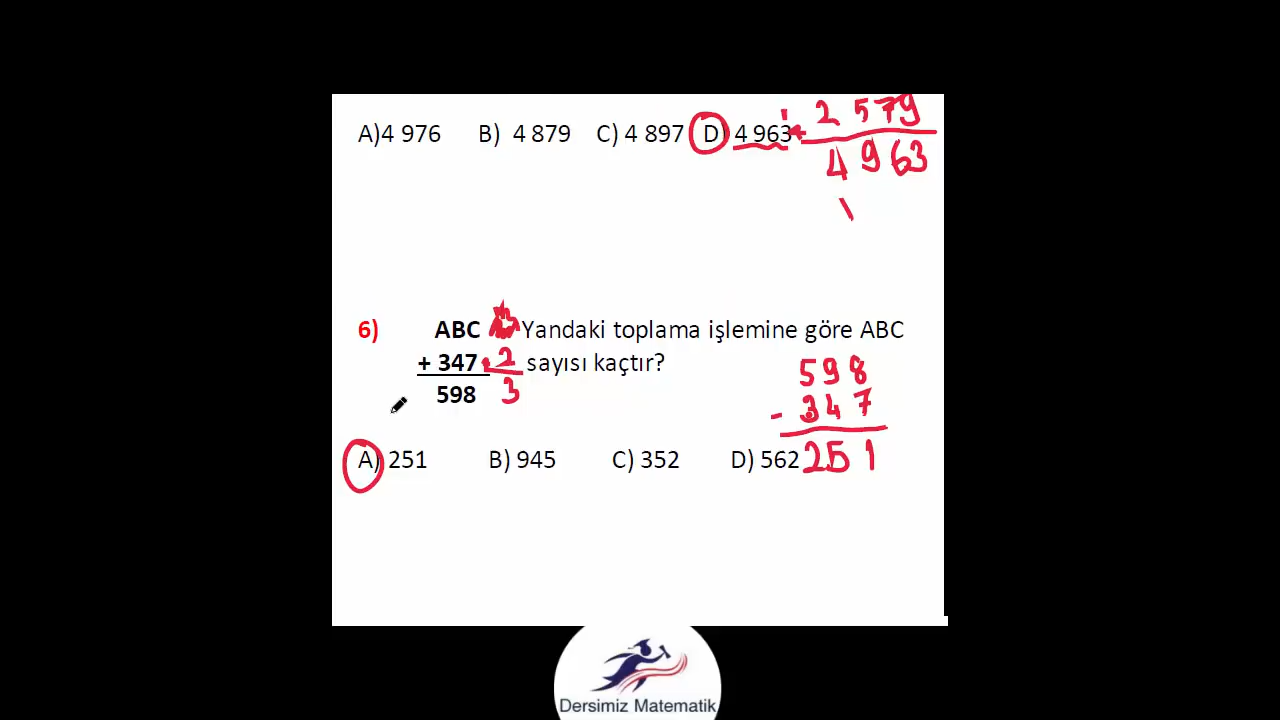 2 579
A)4 976 B) 4 879 C) 4 897 D) 4 963 +
4 963
6) ABC Yandaki toplama işlemine göre ABC
+ 347 + 2 sayısı kaçtır?
598 3
598
- 347
251
A) 251 B) 945 C) 352 D) 562
Dersimiz Matematik